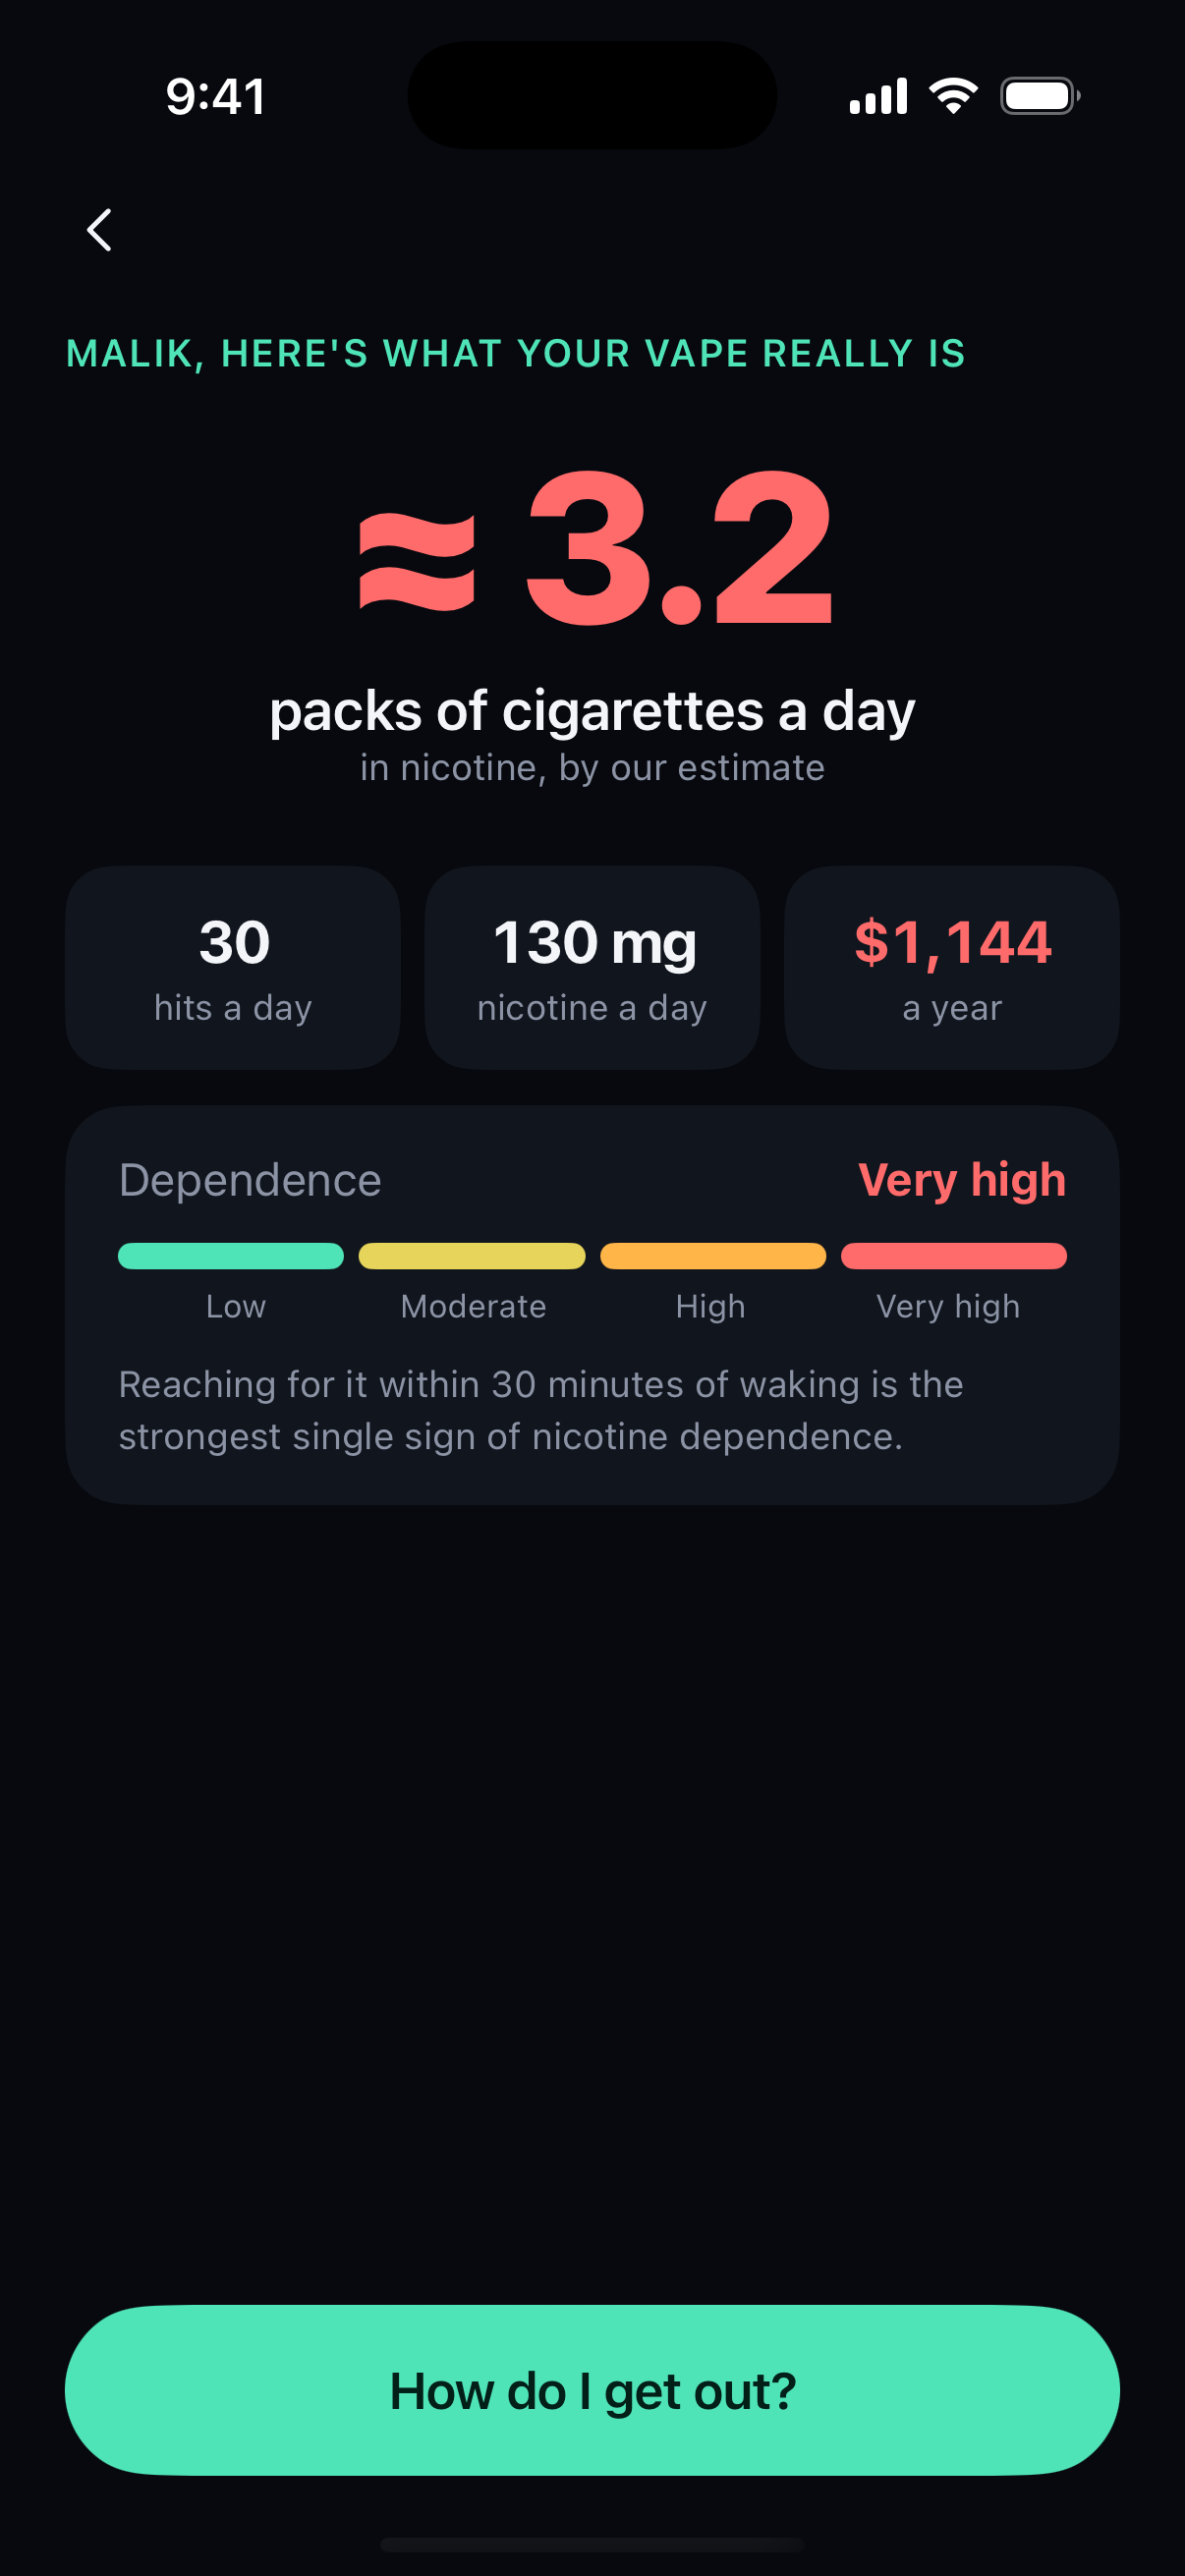 9:41
MALIK, HERE'S WHAT YOUR VAPE REALLY IS
≈ 3.2
packs of cigarettes a day
in nicotine, by our estimate
30
hits a day
130 mg
nicotine a day
$1,144
a year
Dependence
Very high
Low
Moderate
High
Very high
Reaching for it within 30 minutes of waking is the
strongest single sign of nicotine dependence.
How do I get out?